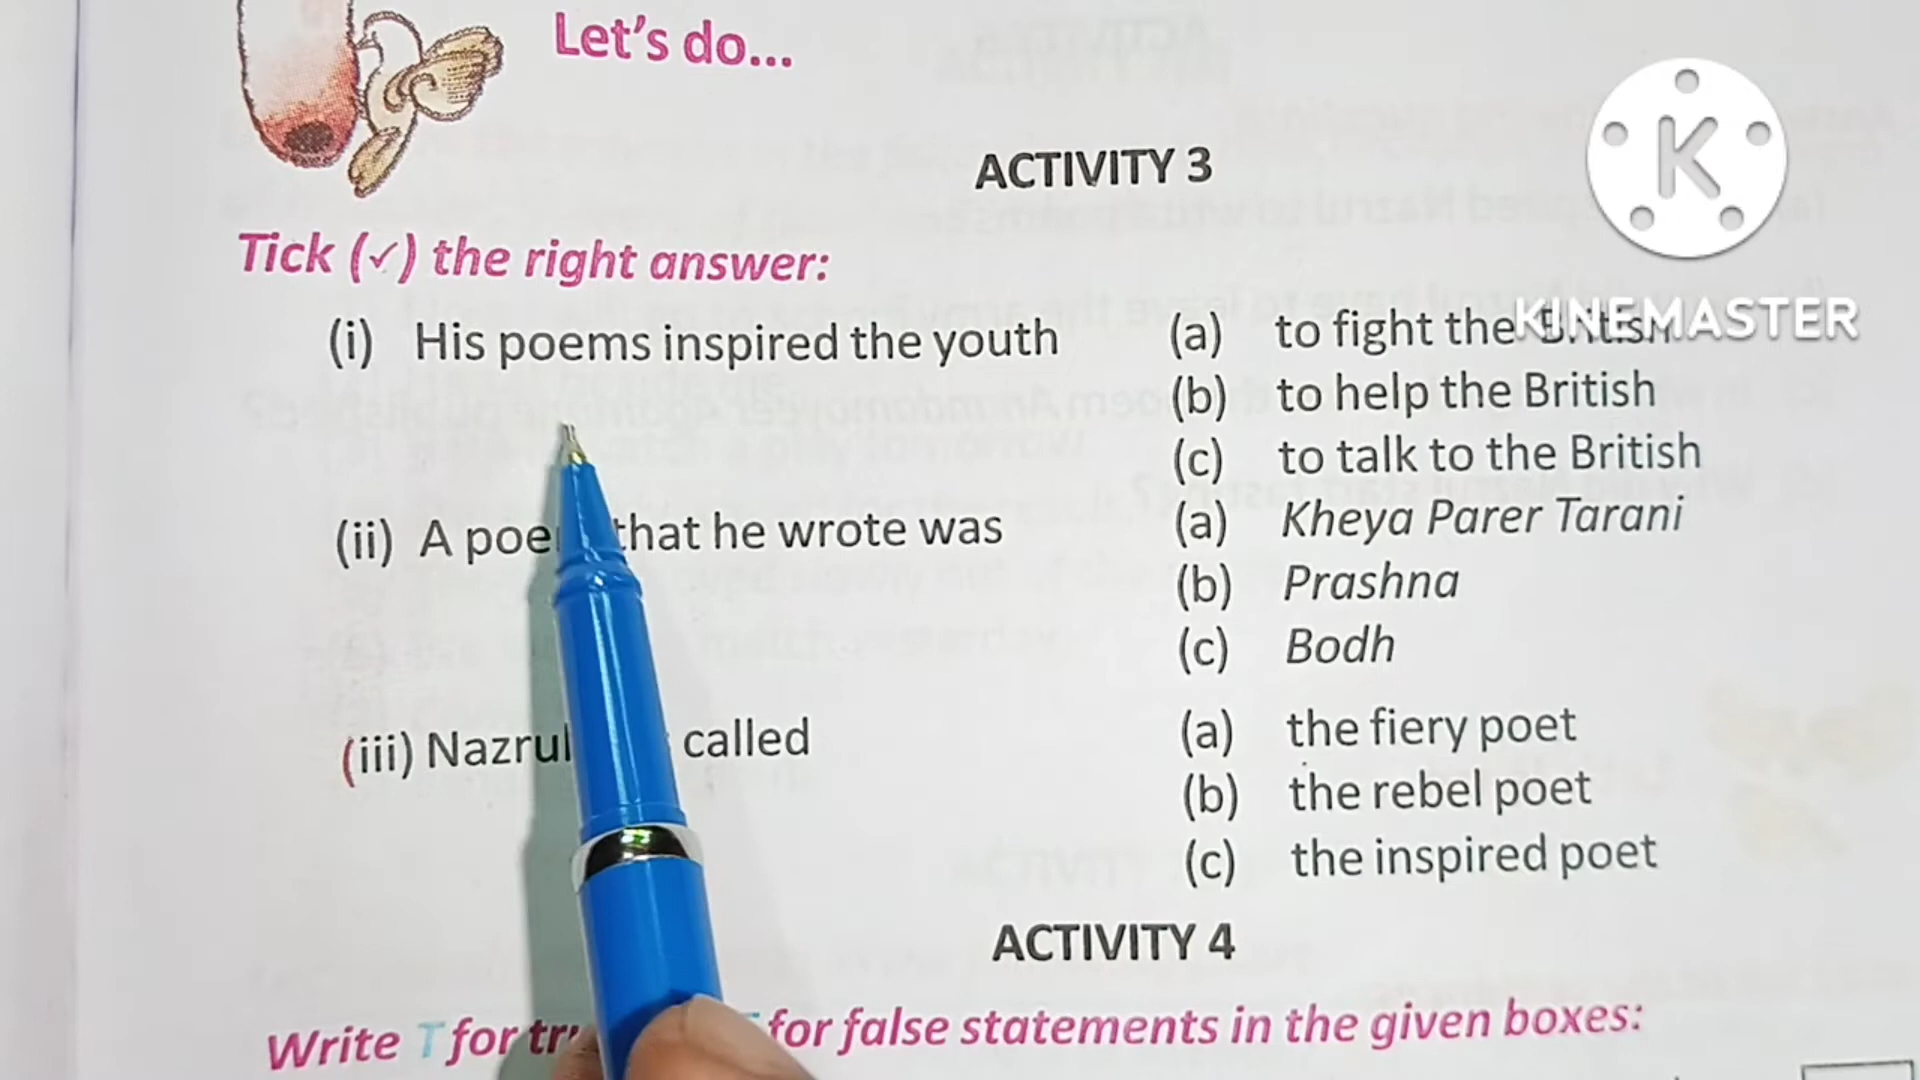 Let's do...
ACTIVITY 3
K
KINEMASTER
Tick (✓) the right answer:
(i) His poems inspired the youth (a) to fight the British
(b) to help the British
(c) to talk to the British
(ii) A that he wrote was (a) Kheya Parer Tarani
(b) Prashna
(c) Bodh
(iii) Nazrul called (a) the fiery poet
(b) the rebel poet
(c) the inspired poet
ACTIVITY 4
Write T for for false statements in the given boxes: